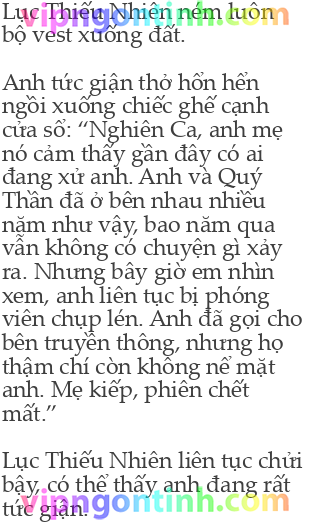 Lục Thiếu Nhiên ném luôn
vipngontinh.com
bộ vest xuống đất.
Anh tức giận thở hổn hển
ngồi xuống chiếc ghế cạnh
cửa sổ: “Nghiên Ca, anh mẹ
nó cảm thấy gần đây có ai
đang xử anh. Anh và Quý
Thần đã ở bên nhau nhiều
năm như vậy, bao năm qua
vẫn không có chuyện gì xảy
ra. Nhưng bây giờ em nhìn
xem, anh liên tục bị phóng
viên chụp lén. Anh đã gọi cho
bên truyền thông, nhưng họ
thậm chí còn không nể mặt
anh. Mẹ kiếp, phiên chết
mất.”
Lục Thiếu Nhiên liên tục chửi
bậy, có thể thấy anh đang rất
vipngontinh.com
tức giận.